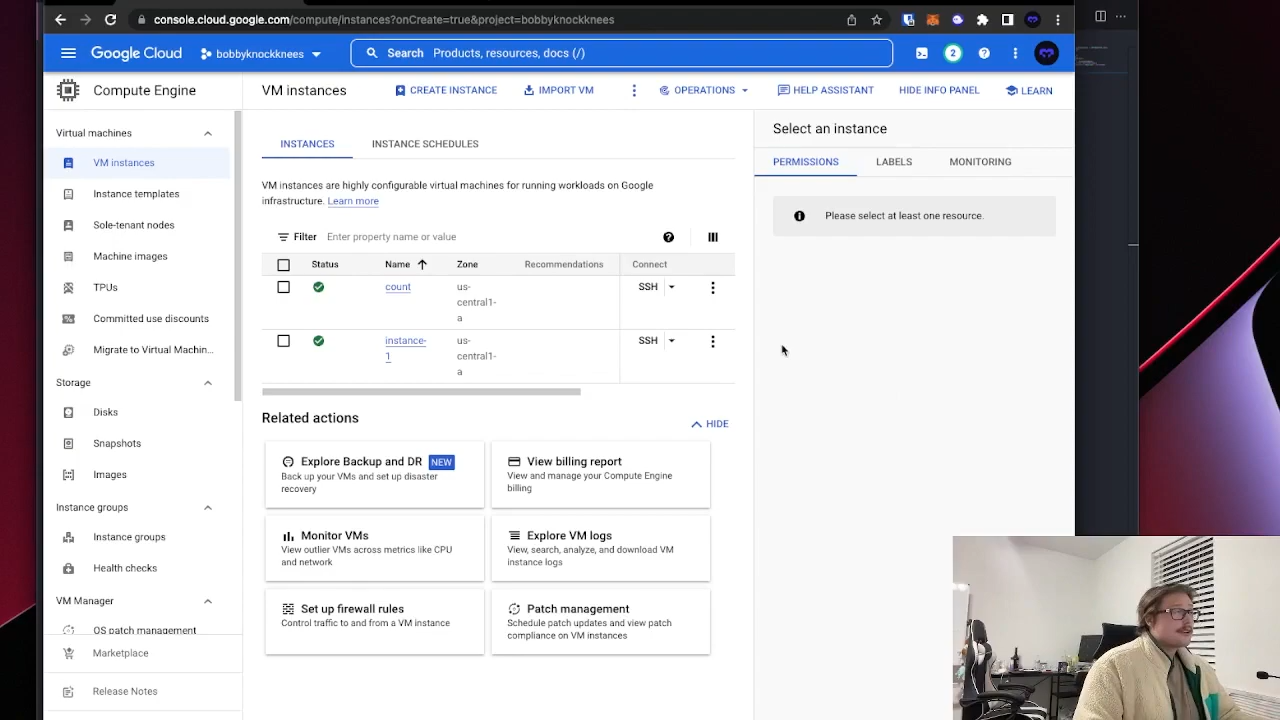 console.cloud.google.com/compute/instances?onCreate=true&project=bobbyknockknees
Google Cloud
bobbyknockknees
Search Products, resources, docs (/)
2
Compute Engine
VM instances
CREATE INSTANCE
IMPORT VM
OPERATIONS
HELP ASSISTANT
HIDE INFO PANEL
LEARN
Virtual machines
VM instances
Instance templates
Sole-tenant nodes
Machine images
TPUs
Committed use discounts
Migrate to Virtual Machin...
Storage
Disks
Snapshots
Images
Instance groups
Instance groups
Health checks
VM Manager
OS patch management
Marketplace
Release Notes
INSTANCES
INSTANCE SCHEDULES
VM instances are highly configurable virtual machines for running workloads on Google
infrastructure. Learn more
Filter Enter property name or value
Status Name Zone Recommendations Connect
count
us-
central1-
a
SSH
instance-
1
us-
central1-
a
SSH
Related actions
HIDE
Explore Backup and DR NEW
Back up your VMs and set up disaster
recovery
View billing report
View and manage your Compute Engine
billing
Monitor VMs
View outlier VMs across metrics like CPU
and network
Explore VM logs
View, search, analyze, and download VM
instance logs
Set up firewall rules
Control traffic to and from a VM instance
Patch management
Schedule patch updates and view patch
compliance on VM instances
Select an instance
PERMISSIONS
LABELS
MONITORING
Please select at least one resource.